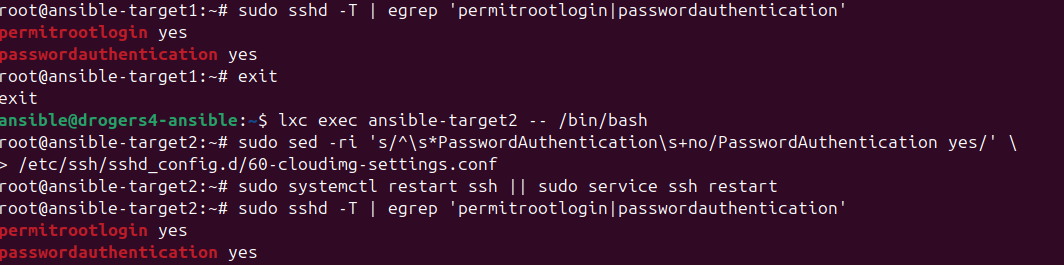 root@ansible-target1:~# sudo sshd -T | egrep 'permitrootlogin|passwordauthentication'
permitrootlogin yes
passwordauthentication yes
root@ansible-target1:~# exit
exit
ansible@drogers4-ansible:~$ lxc exec ansible-target2 -- /bin/bash
root@ansible-target2:~# sudo sed -ri 's/^\s*PasswordAuthentication\s+no/PasswordAuthentication yes/' \
> /etc/ssh/sshd_config.d/60-cloudimg-settings.conf
root@ansible-target2:~# sudo systemctl restart ssh || sudo service ssh restart
root@ansible-target2:~# sudo sshd -T | egrep 'permitrootlogin|passwordauthentication'
permitrootlogin yes
passwordauthentication yes